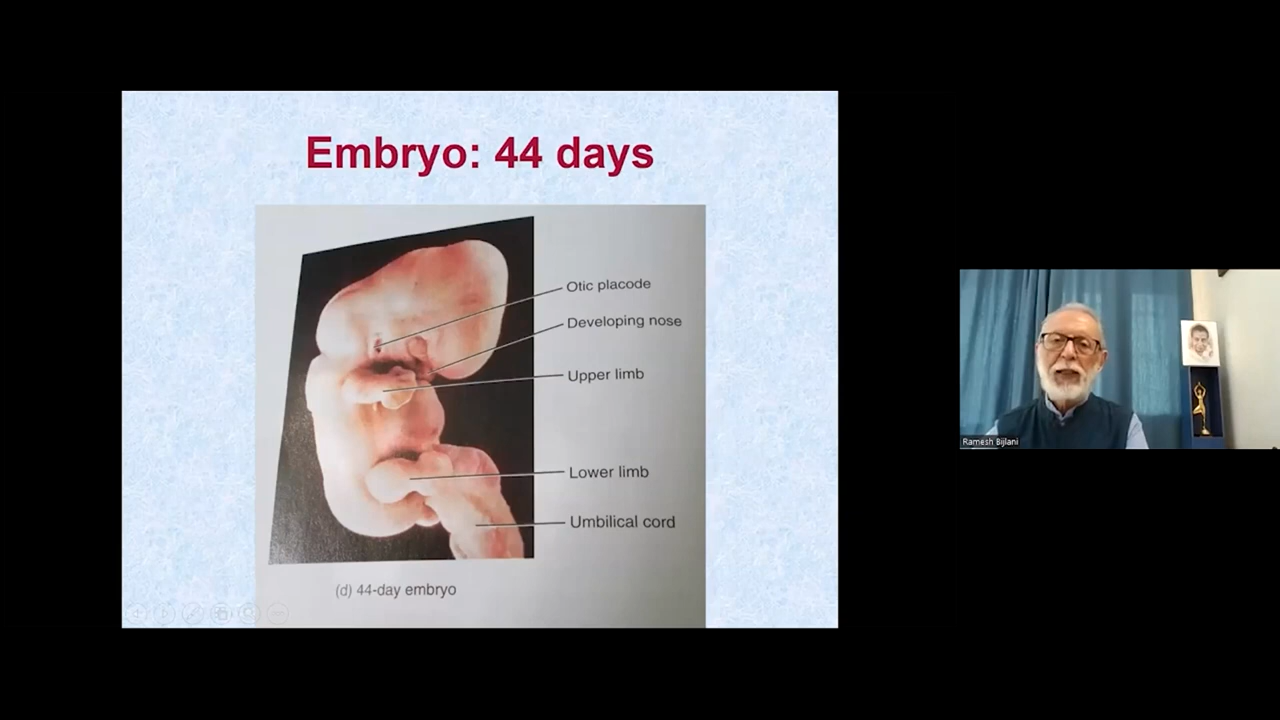 Embryo: 44 days
Otic placode
Developing nose
Upper limb
Lower limb
Umbilical cord
(d) 44-day embryo
Ramesh Bijlani